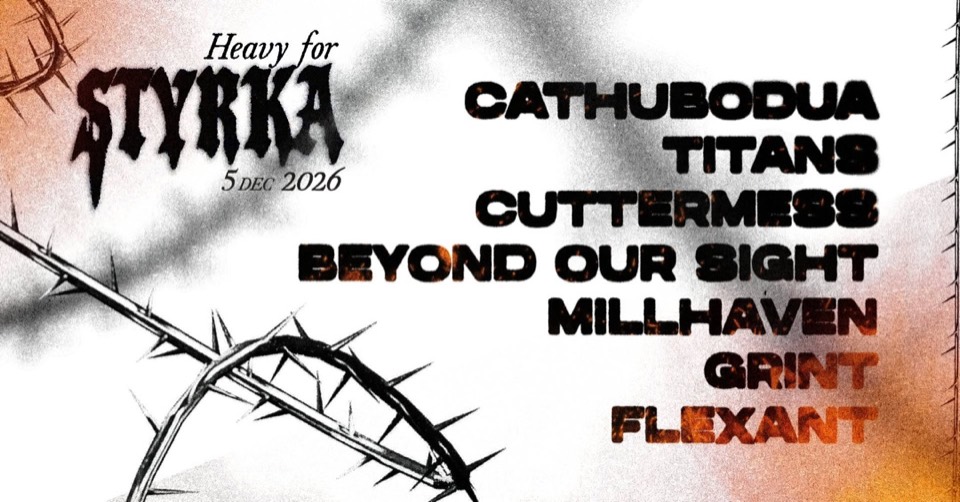 Heavy for
STYRKA
5 DEC 2026
CATHUBODUA
TITANS
CUTTERMESS
BEYOND OUR SIGHT
MILLHAVEN
GRINT
FLEXANT